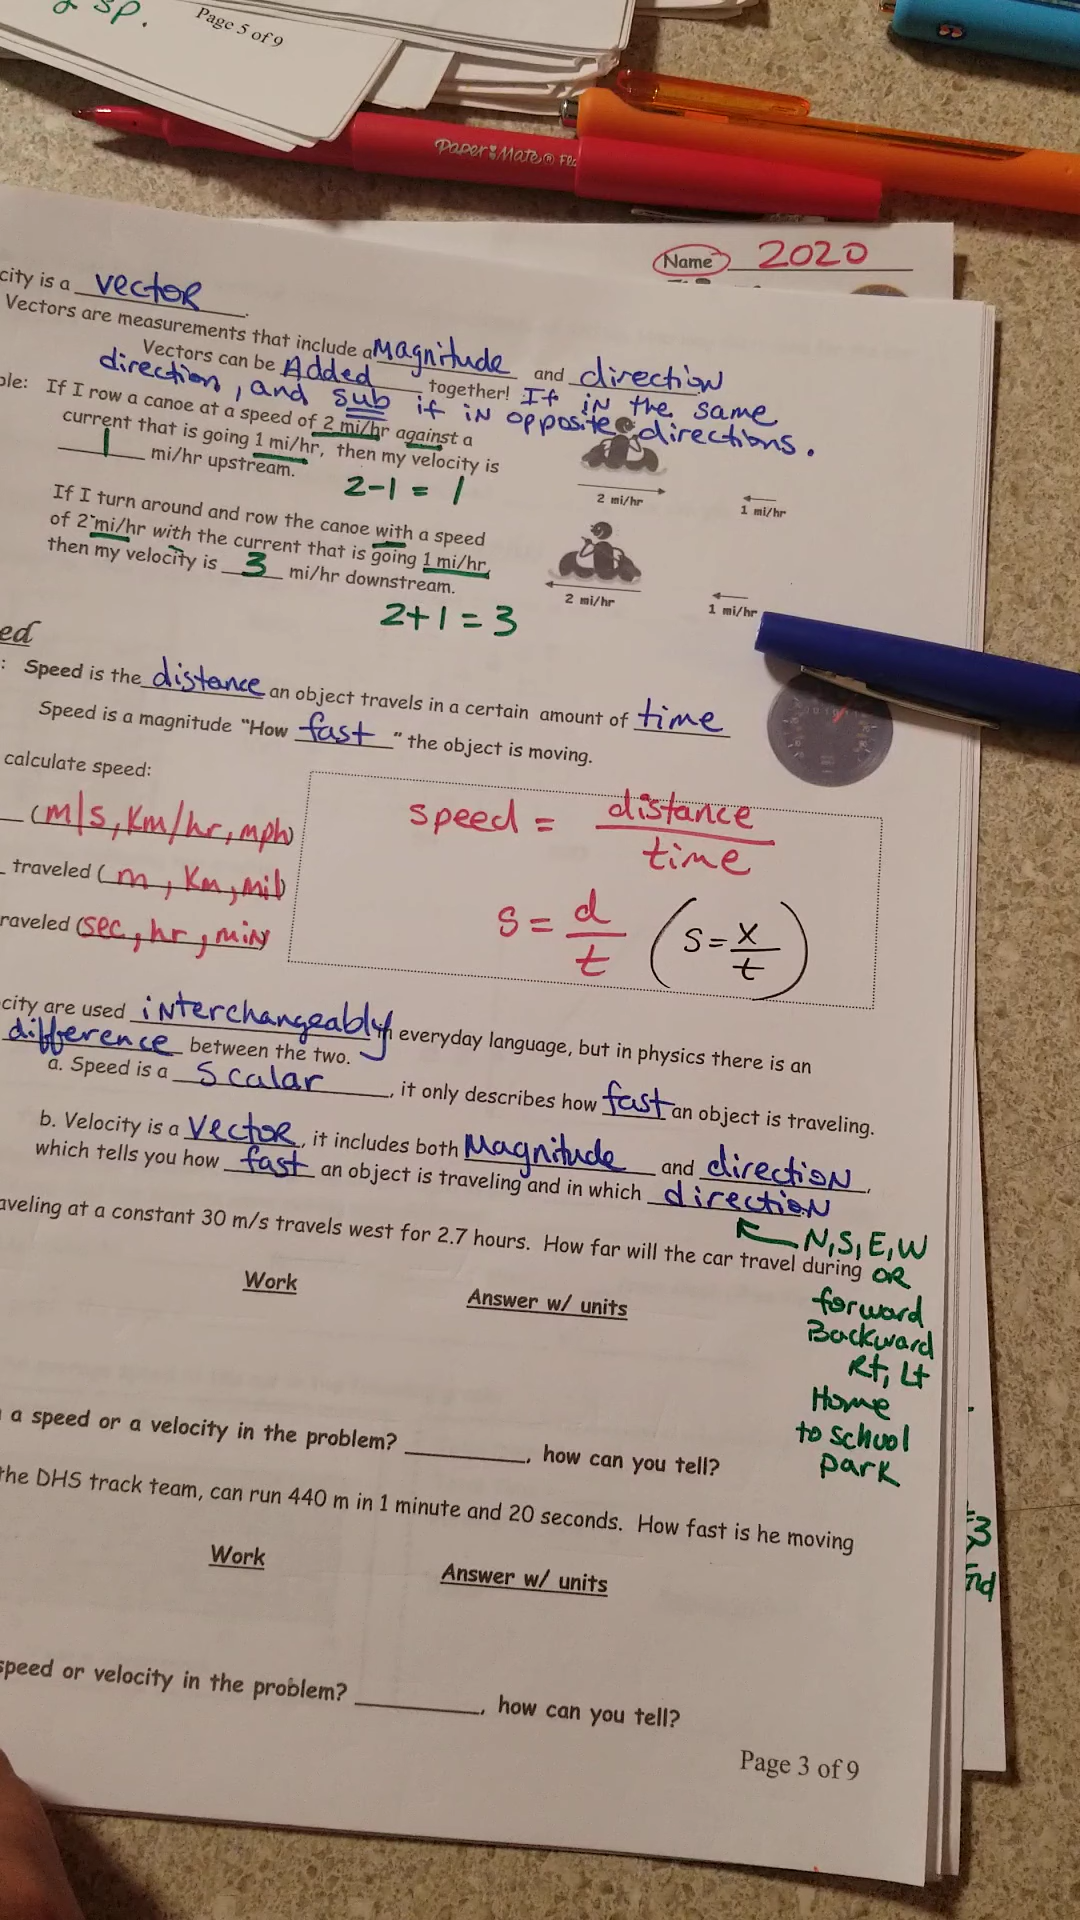 sp.
Page 5 of 9
Paper Mate®
Name 2020
city is a vector.
Vectors are measurements that include a Magnitude and direction
Vectors can be Added together! If in the same
direction, and sub if in opposite directions.
ple: If I row a canoe at a speed of 2 mi/hr against a
current that is going 1 mi/hr, then my velocity is
1 mi/hr upstream.
2-1 = 1
2 mi/hr
1 mi/hr
If I turn around and row the canoe with a speed
of 2 mi/hr with the current that is going 1 mi/hr,
then my velocity is 3 mi/hr downstream.
2+1=3
2 mi/hr
1 mi/hr
ed
: Speed is the distance an object travels in a certain amount of time
Speed is a magnitude "How fast" the object is moving.
calculate speed:
(m/s, Km/hr, mph)
traveled (m, Km, mil)
raveled (sec, hr, min)
speed = distance
time
s = d
t
(s = x
t)
city are used interchangeably in everyday language, but in physics there is an
difference between the two.
a. Speed is a Scalar, it only describes how fast an object is traveling.
b. Velocity is a Vector, it includes both Magnitude and direction,
which tells you how fast an object is traveling and in which direction
N, S, E, W
OR
forward
Backward
Rt, Lt
Home
to school
park
aveling at a constant 30 m/s travels west for 2.7 hours. How far will the car travel during
Work
Answer w/ units
a speed or a velocity in the problem? , how can you tell?
the DHS track team, can run 440 m in 1 minute and 20 seconds. How fast is he moving
Work
Answer w/ units
speed or velocity in the problem? , how can you tell?
Page 3 of 9